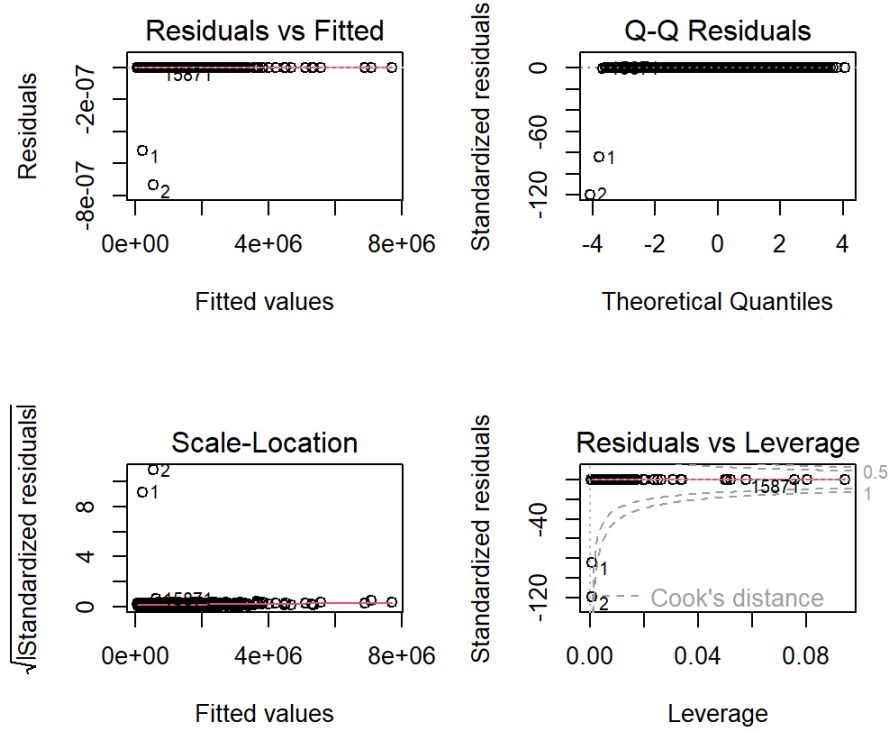 Residuals vs Fitted
Residuals
-2e-07
-8e-07
15871
1
2
0e+00 4e+06 8e+06
Fitted values
Q-Q Residuals
Standardized residuals
0
-60
-120
1
2
-4 -2 0 2 4
Theoretical Quantiles
Scale-Location
√|Standardized residuals|
8
4
0
2
1
15871
0e+00 4e+06 8e+06
Fitted values
Residuals vs Leverage
Standardized residuals
-40
-120
15871
1
2
0.5
1
Cook's distance
0.00 0.04 0.08
Leverage